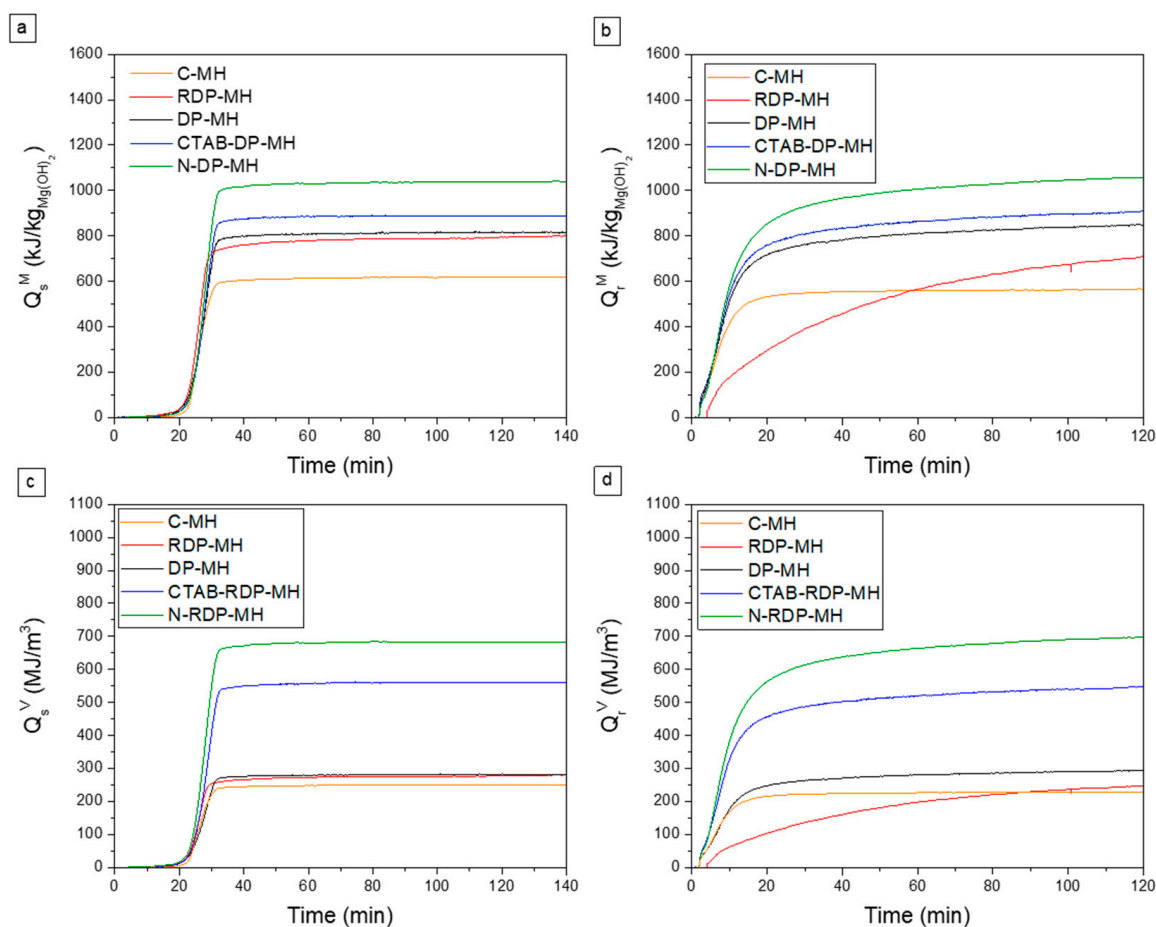 a
1600
1400
1200
1000
800
600
400
200
0
0 20 40 60 80 100 120 140
Q_s^M (kJ/kg_Mg(OH)_2)
Time (min)
C-MH
RDP-MH
DP-MH
CTAB-DP-MH
N-DP-MH
b
1600
1400
1200
1000
800
600
400
200
0
0 20 40 60 80 100 120
Q_r^M (kJ/kg_Mg(OH)_2)
Time (min)
C-MH
RDP-MH
DP-MH
CTAB-DP-MH
N-DP-MH
c
1100
1000
900
800
700
600
500
400
300
200
100
0
0 20 40 60 80 100 120 140
Q_s^V (MJ/m³)
Time (min)
C-MH
RDP-MH
DP-MH
CTAB-RDP-MH
N-RDP-MH
d
1100
1000
900
800
700
600
500
400
300
200
100
0
0 20 40 60 80 100 120
Q_r^V (MJ/m³)
Time (min)
C-MH
RDP-MH
DP-MH
CTAB-RDP-MH
N-RDP-MH